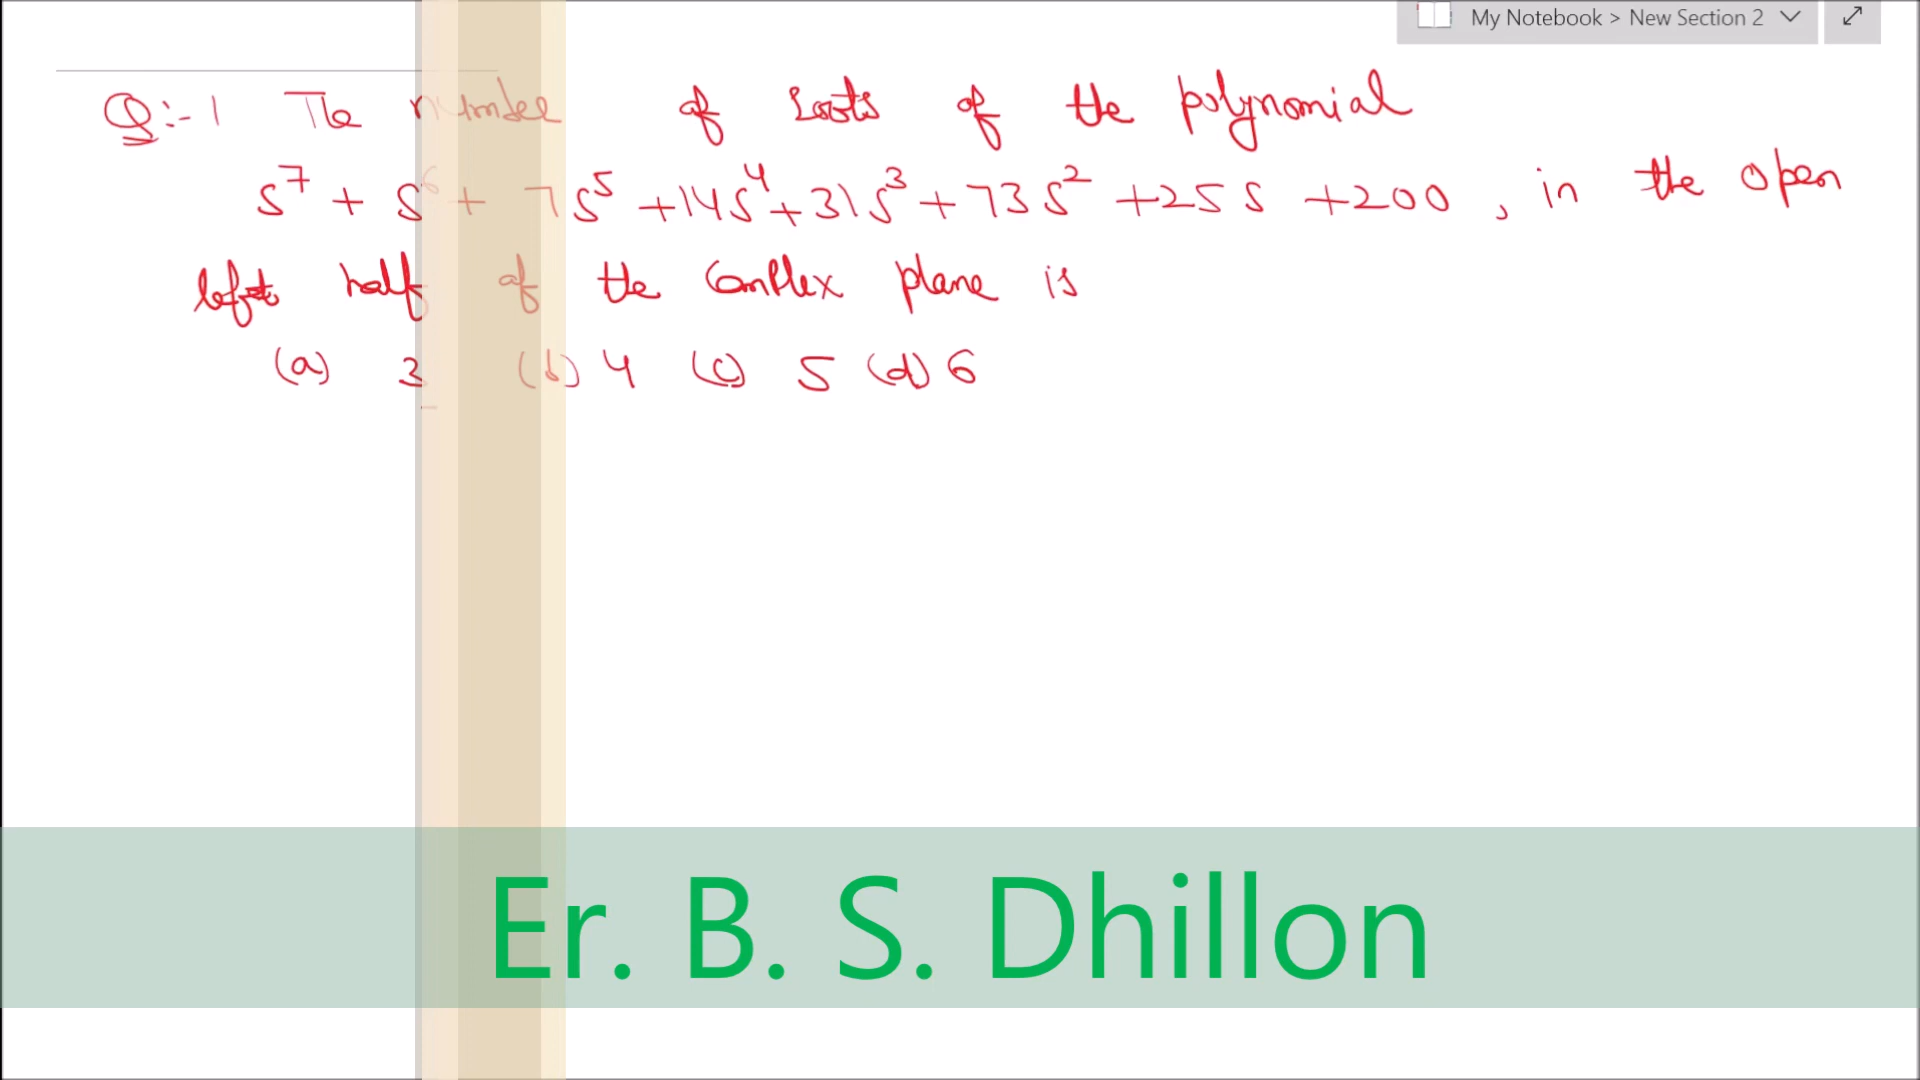 My Notebook > New Section 2
Q:-1 The number of roots of the polynomial
s⁷ + s⁶ + 7s⁵ + 14s⁴ + 31s³ + 73s² + 25s + 200 , in the open
left half of the complex plane is
(a) 3 (b) 4 (c) 5 (d) 6
Er. B. S. Dhillon